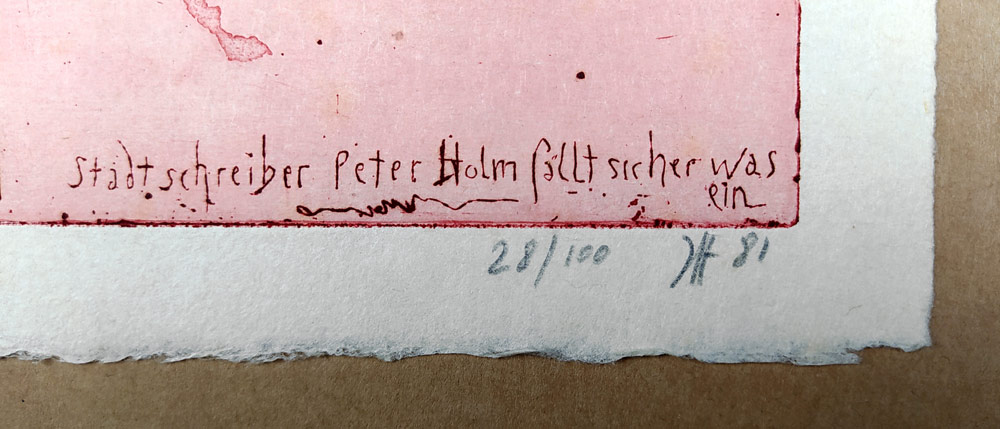 Stadtschreiber Peter Holm fällt sicher was
ein
28/100 81